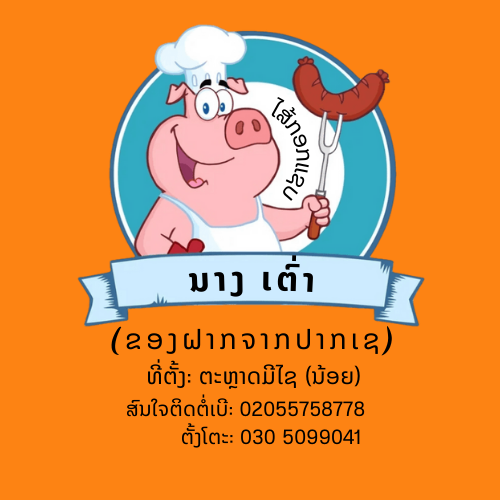 ໄສ້ກອກແຊບ
ນາງ ເຕົ່າ
(ຂອງຝາກຈາກປາກເຊ)
ທີ່ຕັ້ງ: ຕະຫຼາດມີໄຊ (ນ້ອຍ)
ສົນໃຈຕິດຕໍ່ເບີ: 02055758778
ຕັ້ງໂຕະ: 030 5099041